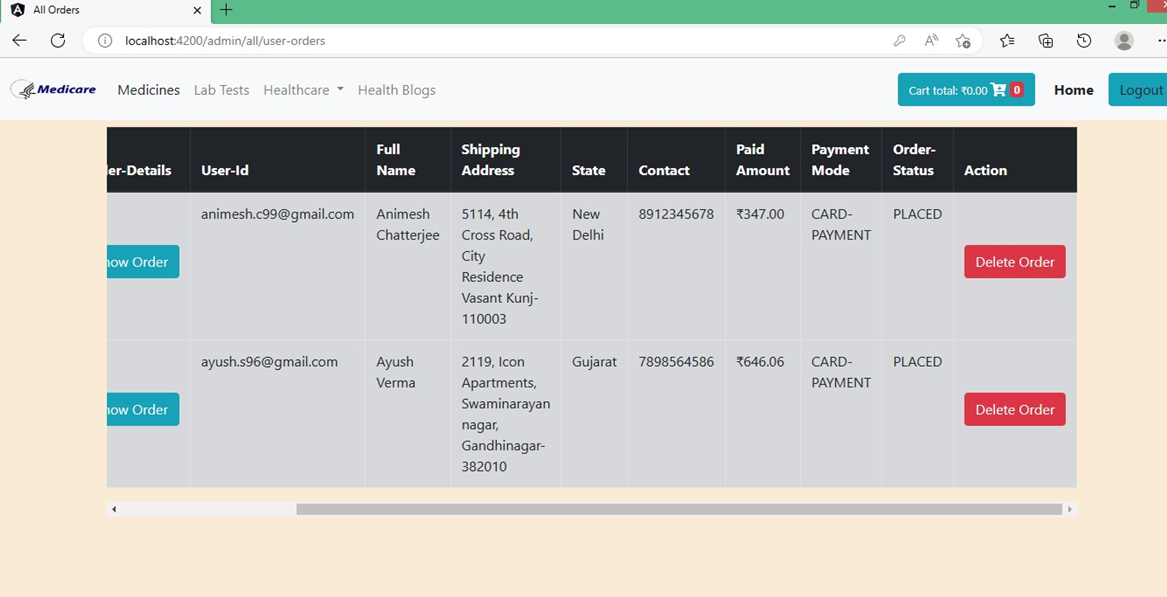 All Orders
localhost:4200/admin/all/user-orders
Medicare Medicines Lab Tests Healthcare Health Blogs Cart total: ₹0.00 0 Home Logout
Full Shipping Paid Payment Order-
er-Details User-Id Name Address State Contact Amount Mode Status Action
animesh.c99@gmail.com Animesh 5114, 4th New 8912345678 ₹347.00 CARD- PLACED
Chatterjee Cross Road, Delhi PAYMENT
City
ow Order Delete Order
Residence
Vasant Kunj-
110003
ayush.s96@gmail.com Ayush 2119, Icon Gujarat 7898564586 ₹646.06 CARD- PLACED
Verma Apartments, PAYMENT
Swaminarayan
ow Order Delete Order
nagar,
Gandhinagar-
382010